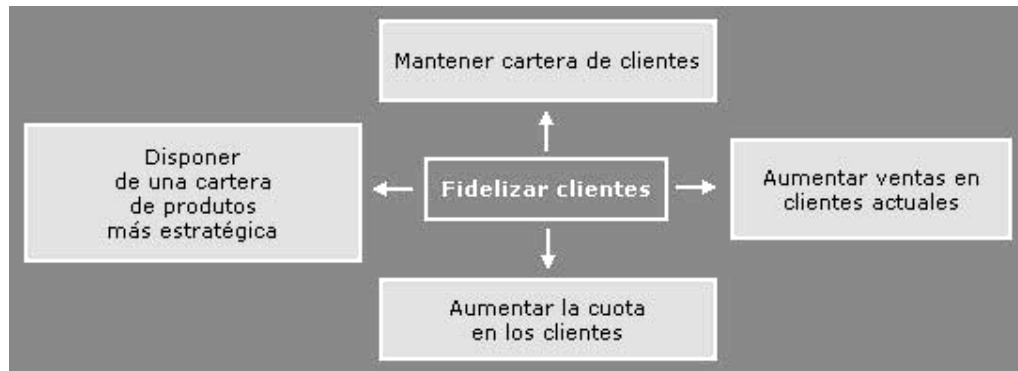 Mantener cartera de clientes
Disponer
de una cartera
de produtos
más estratégica
Fidelizar clientes
Aumentar ventas en
clientes actuales
Aumentar la cuota
en los clientes